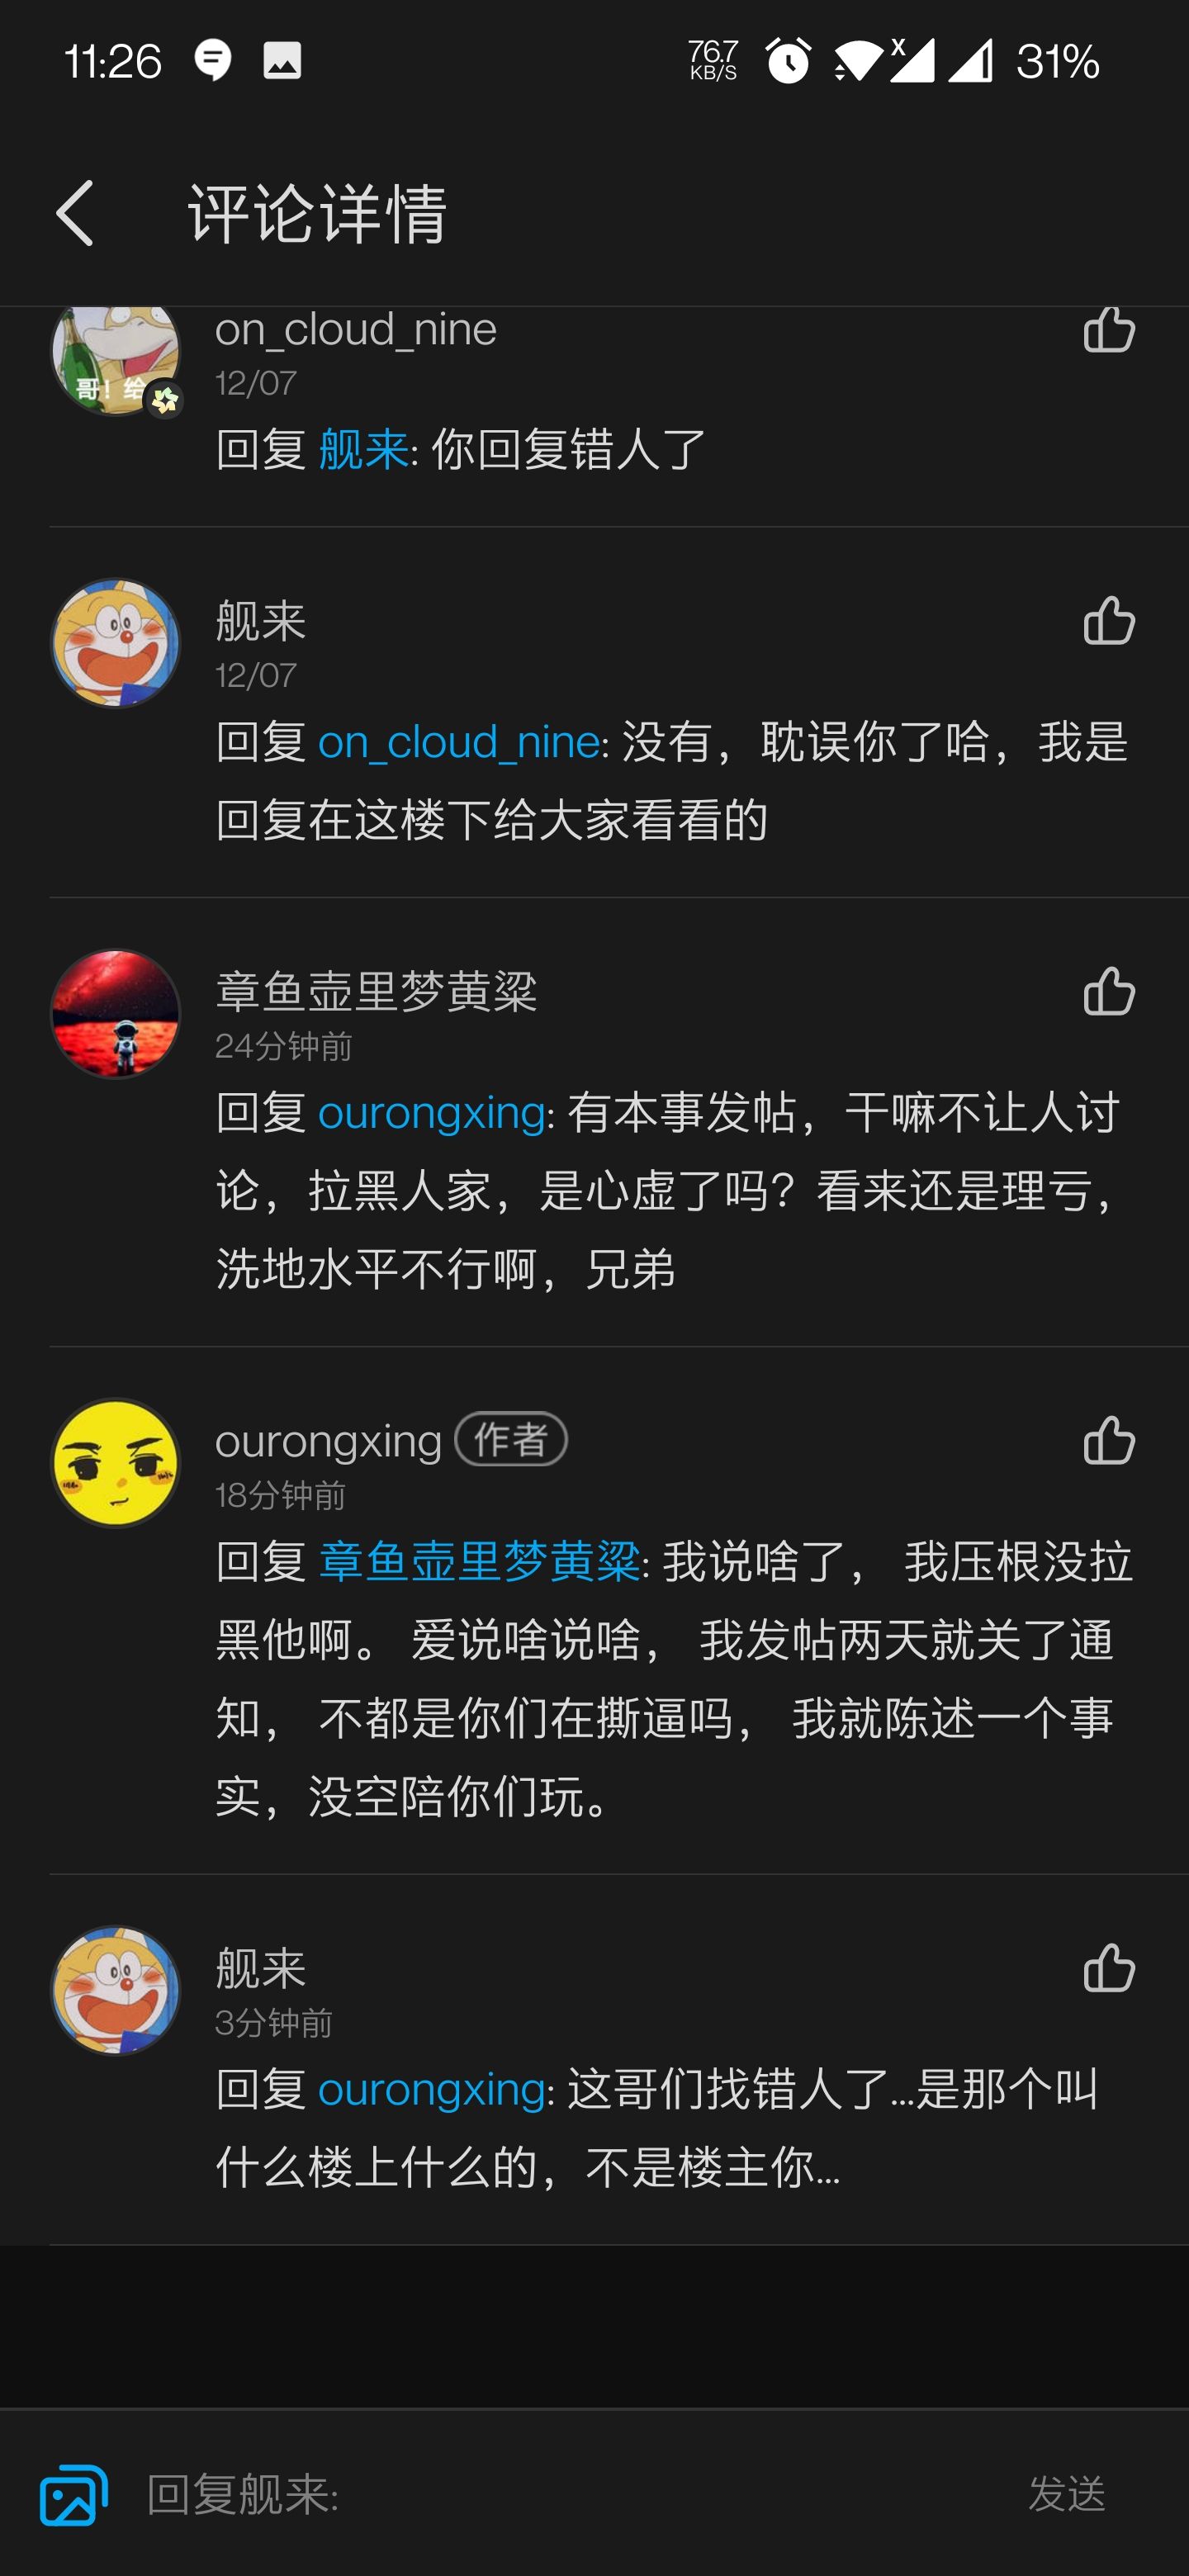 11:26
76.7
KB/S
X
31%
评论详情
哥！给
on_cloud_nine
12/07
回复 舰来: 你回复错人了
舰来
12/07
回复 on_cloud_nine: 没有，耽误你了哈，我是
回复在这楼下给大家看看的
章鱼壶里梦黄粱
24分钟前
回复 ourongxing: 有本事发帖，干嘛不让人讨
论，拉黑人家，是心虚了吗？看来还是理亏，
洗地水平不行啊，兄弟
ourongxing 作者
18分钟前
回复 章鱼壶里梦黄粱: 我说啥了， 我压根没拉
黑他啊。 爱说啥说啥， 我发帖两天就关了通
知， 不都是你们在撕逼吗， 我就陈述一个事
实，没空陪你们玩。
舰来
3分钟前
回复 ourongxing: 这哥们找错人了...是那个叫
什么楼上什么的，不是楼主你...
回复舰来:
发送